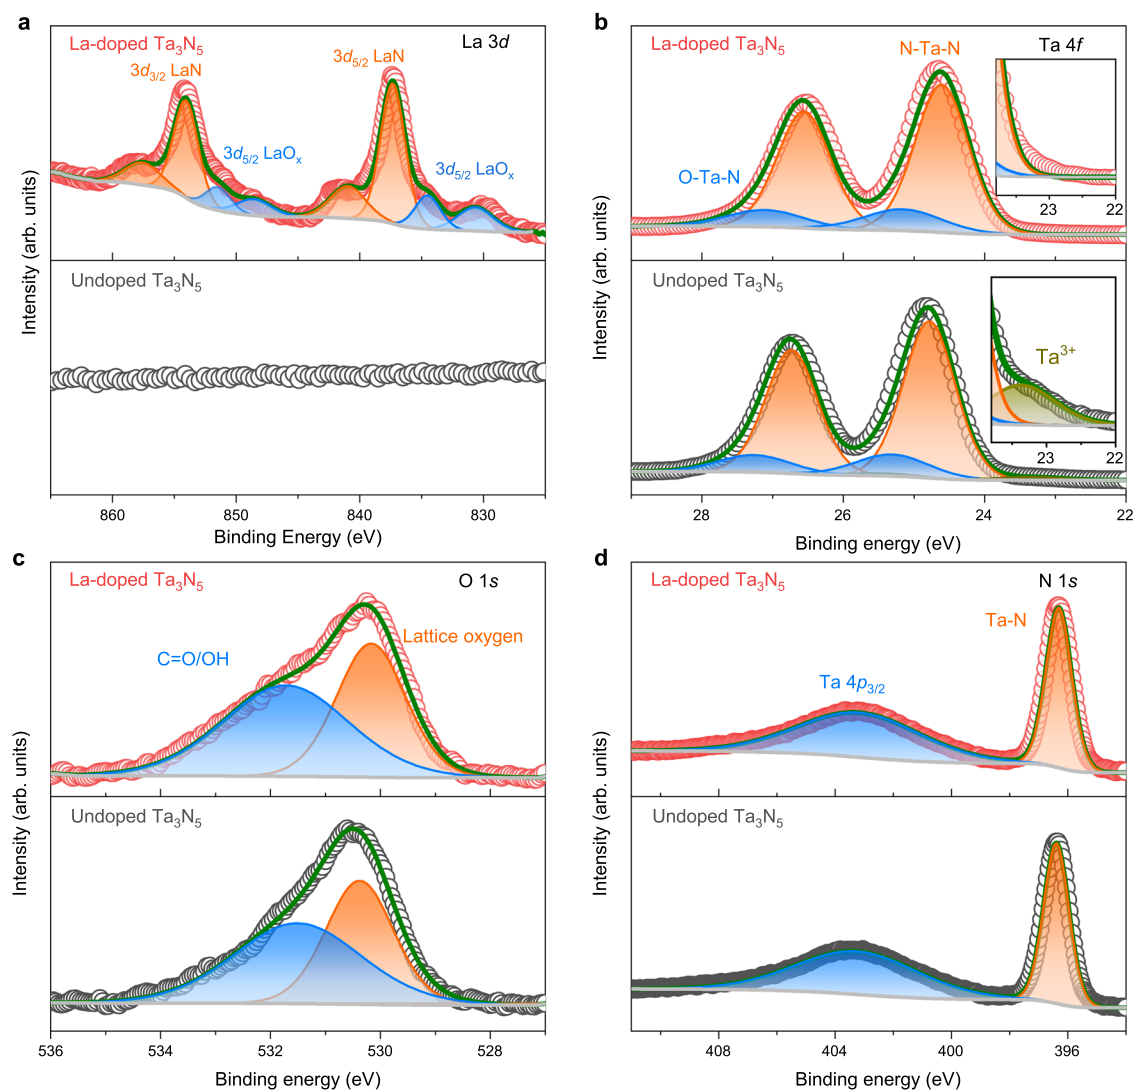 a
La-doped Ta₃N₅
La 3d
3d₃/₂ LaN
3d₅/₂ LaN
3d₅/₂ LaOₓ
3d₅/₂ LaOₓ
Undoped Ta₃N₅
Intensity (arb. units)
860 850 840 830
Binding Energy (eV)
b
La-doped Ta₃N₅
N-Ta-N
Ta 4f
O-Ta-N
23 22
Undoped Ta₃N₅
Ta³⁺
23 22
Intensity (arb. units)
28 26 24 22
Binding energy (eV)
c
La-doped Ta₃N₅
O 1s
Lattice oxygen
C=O/OH
Undoped Ta₃N₅
Intensity (arb. units)
536 534 532 530 528
Binding energy (eV)
d
La-doped Ta₃N₅
N 1s
Ta-N
Ta 4p₃/₂
Undoped Ta₃N₅
Intensity (arb. units)
408 404 400 396
Binding energy (eV)